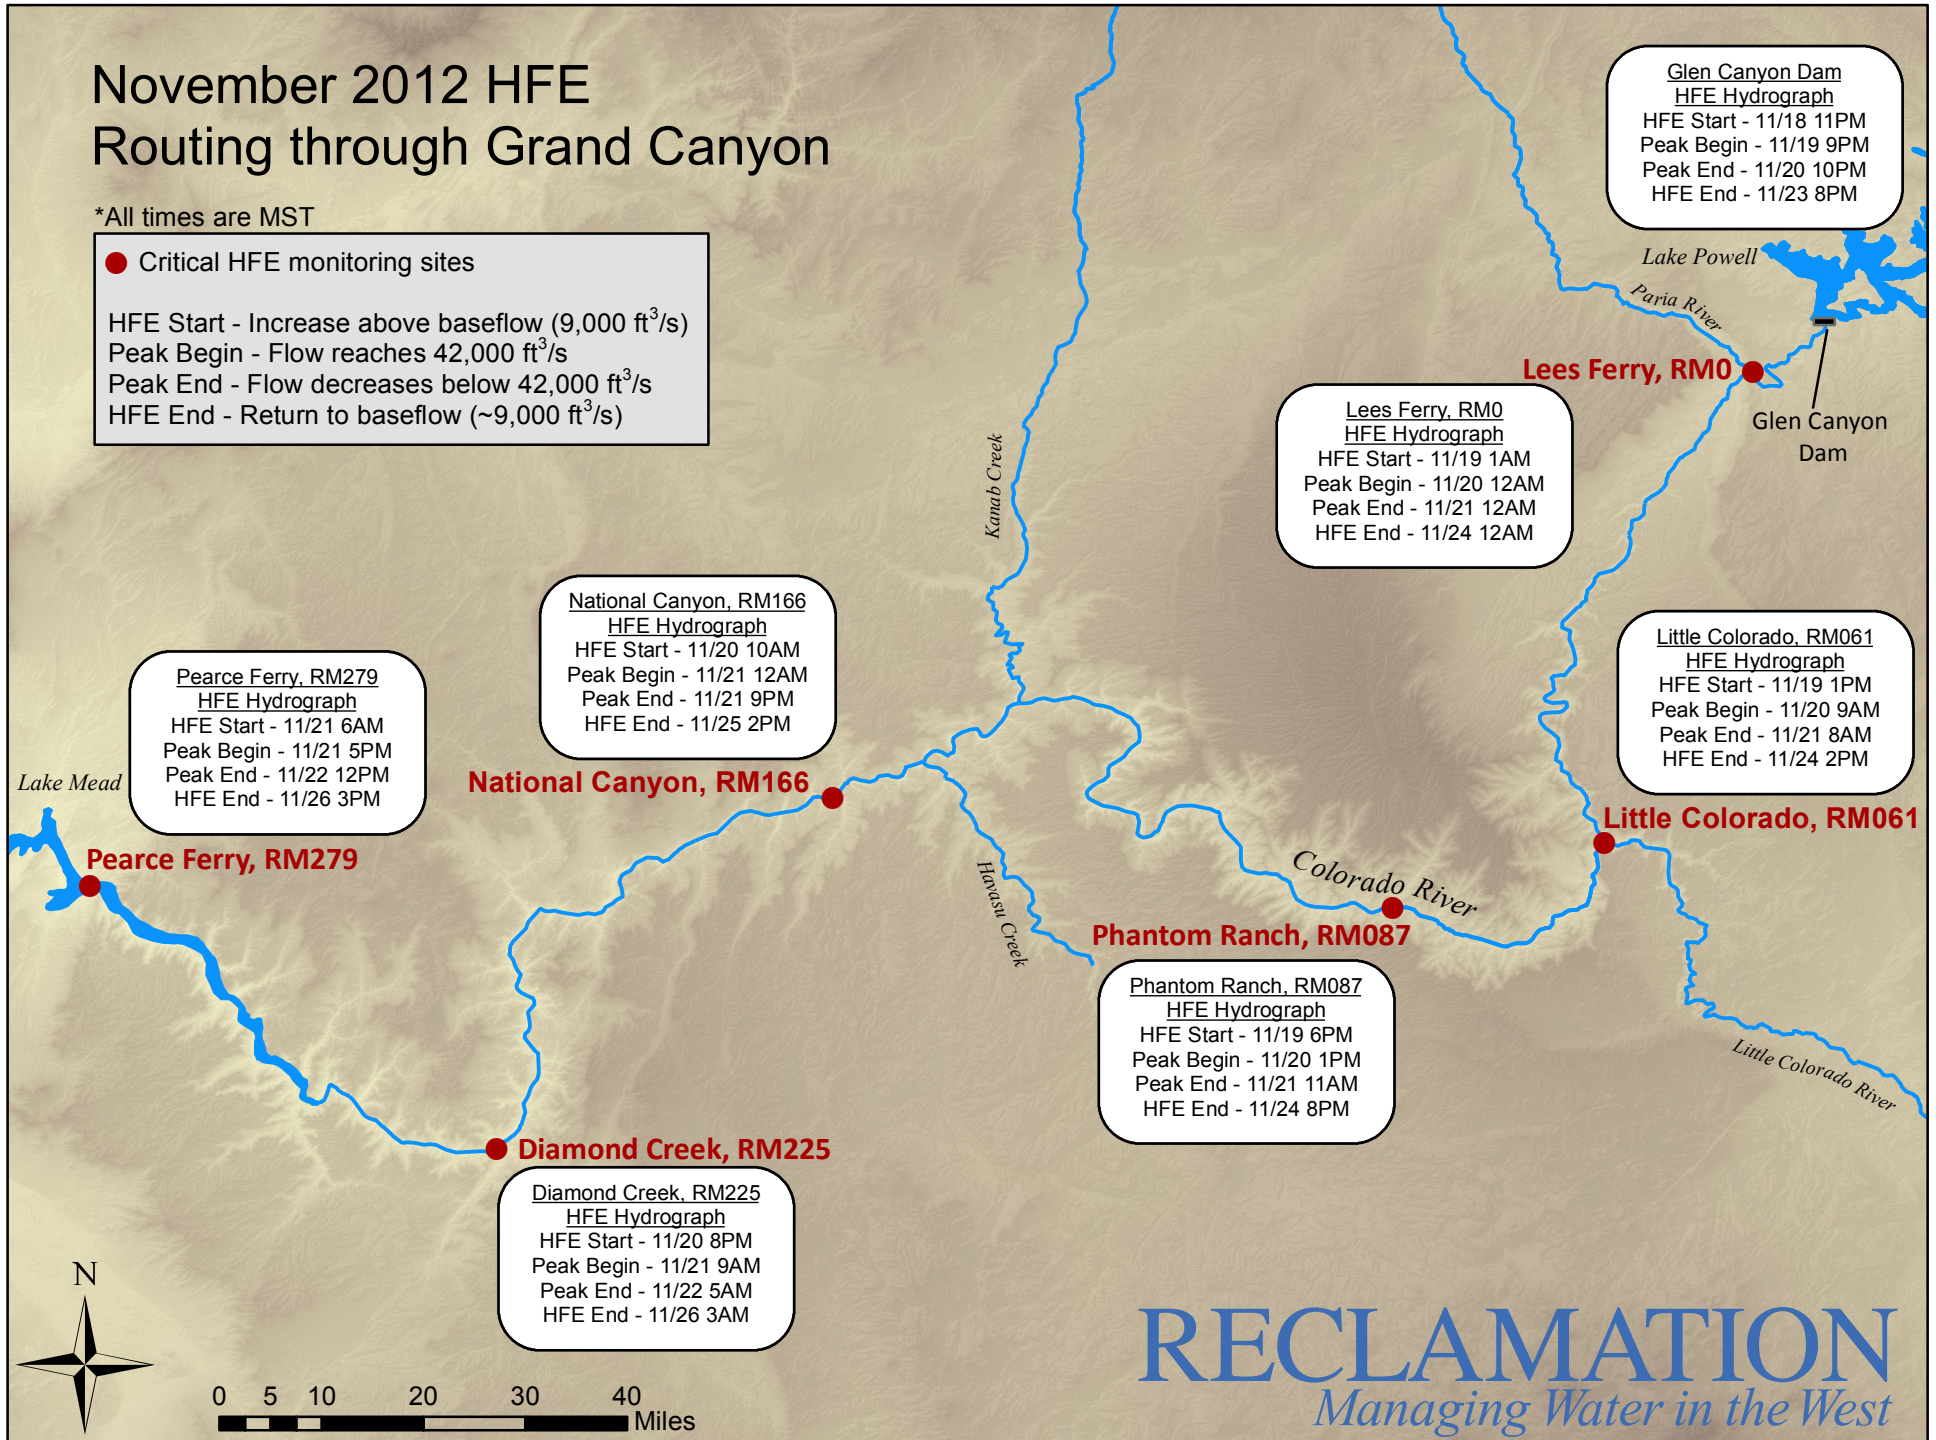 November 2012 HFE
Routing through Grand Canyon
*All times are MST
Critical HFE monitoring sites
HFE Start - Increase above baseflow (9,000 ft³/s)
Peak Begin - Flow reaches 42,000 ft³/s
Peak End - Flow decreases below 42,000 ft³/s
HFE End - Return to baseflow (~9,000 ft³/s)
Glen Canyon Dam
HFE Hydrograph
HFE Start - 11/18 11PM
Peak Begin - 11/19 9PM
Peak End - 11/20 10PM
HFE End - 11/23 8PM
Lake Powell
Paria River
Lees Ferry, RM0
Glen Canyon
Dam
Lees Ferry, RM0
HFE Hydrograph
HFE Start - 11/19 1AM
Peak Begin - 11/20 12AM
Peak End - 11/21 12AM
HFE End - 11/24 12AM
Kanab Creek
National Canyon, RM166
HFE Hydrograph
HFE Start - 11/20 10AM
Peak Begin - 11/21 12AM
Peak End - 11/21 9PM
HFE End - 11/25 2PM
National Canyon, RM166
Little Colorado, RM061
HFE Hydrograph
HFE Start - 11/19 1PM
Peak Begin - 11/20 9AM
Peak End - 11/21 8AM
HFE End - 11/24 2PM
Little Colorado, RM061
Pearce Ferry, RM279
HFE Hydrograph
HFE Start - 11/21 6AM
Peak Begin - 11/21 5PM
Peak End - 11/22 12PM
HFE End - 11/26 3PM
Lake Mead
Pearce Ferry, RM279
Havasu Creek
Colorado River
Phantom Ranch, RM087
Phantom Ranch, RM087
HFE Hydrograph
HFE Start - 11/19 6PM
Peak Begin - 11/20 1PM
Peak End - 11/21 11AM
HFE End - 11/24 8PM
Little Colorado River
Diamond Creek, RM225
Diamond Creek, RM225
HFE Hydrograph
HFE Start - 11/20 8PM
Peak Begin - 11/21 9AM
Peak End - 11/22 5AM
HFE End - 11/26 3AM
N
0 5 10 20 30 40
Miles
RECLAMATION
Managing Water in the West